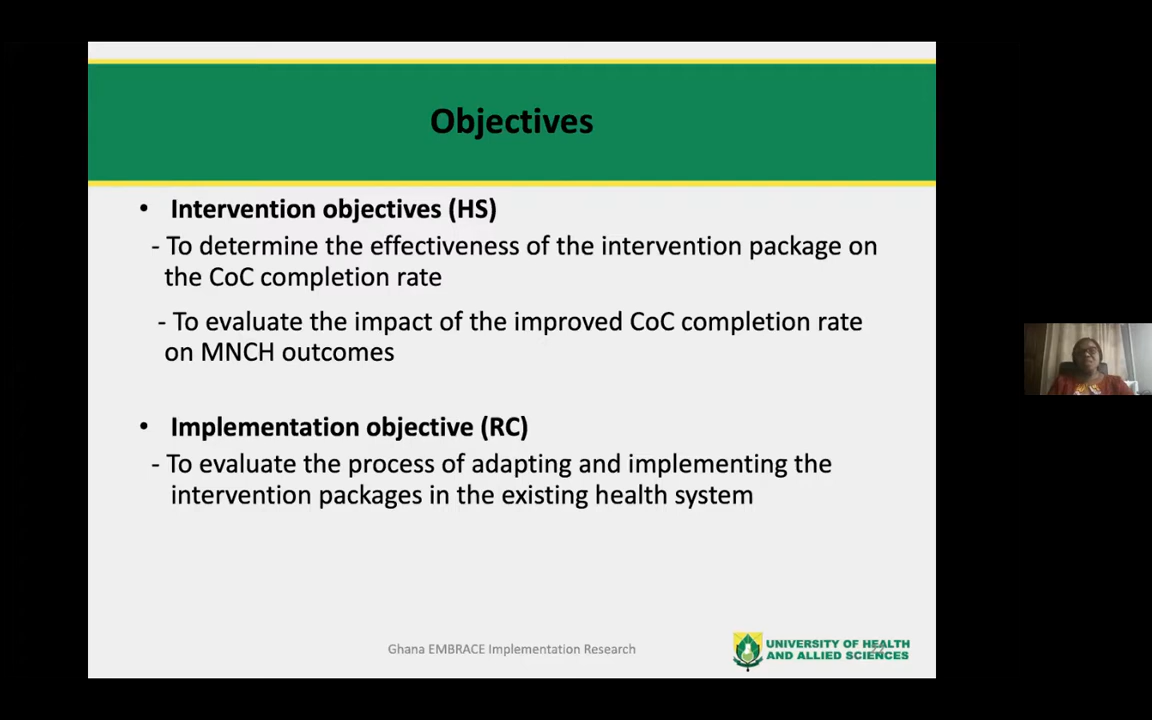 Objectives
• Intervention objectives (HS)
- To determine the effectiveness of the intervention package on
the CoC completion rate
- To evaluate the impact of the improved CoC completion rate
on MNCH outcomes
• Implementation objective (RC)
- To evaluate the process of adapting and implementing the
intervention packages in the existing health system
Ghana EMBRACE Implementation Research
UNIVERSITY OF HEALTH
AND ALLIED SCIENCES